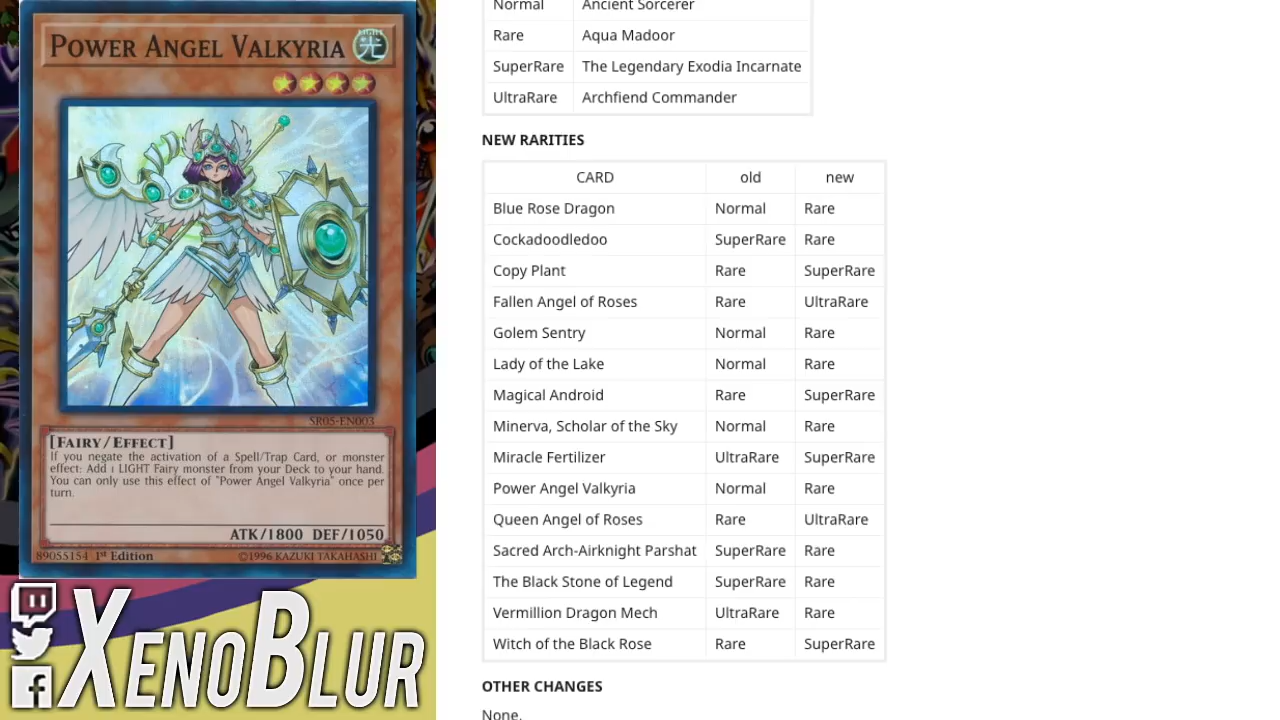 POWER ANGEL VALKYRIA
LIGHT
光
SR05-EN003
[FAIRY/EFFECT]
If you negate the activation of a Spell/Trap Card, or monster
effect: Add 1 LIGHT Fairy monster from your Deck to your hand.
You can only use this effect of "Power Angel Valkyria" once per
turn.
ATK/1800 DEF/1050
89055154 1st Edition ©1996 KAZUKI TAKAHASHI
XENOBLUR
Normal Ancient Sorcerer
Rare Aqua Madoor
SuperRare The Legendary Exodia Incarnate
UltraRare Archfiend Commander
NEW RARITIES
CARD old new
Blue Rose Dragon Normal Rare
Cockadoodledoo SuperRare Rare
Copy Plant Rare SuperRare
Fallen Angel of Roses Rare UltraRare
Golem Sentry Normal Rare
Lady of the Lake Normal Rare
Magical Android Rare SuperRare
Minerva, Scholar of the Sky Normal Rare
Miracle Fertilizer UltraRare SuperRare
Power Angel Valkyria Normal Rare
Queen Angel of Roses Rare UltraRare
Sacred Arch-Airknight Parshat SuperRare Rare
The Black Stone of Legend SuperRare Rare
Vermillion Dragon Mech UltraRare Rare
Witch of the Black Rose Rare SuperRare
OTHER CHANGES
None.